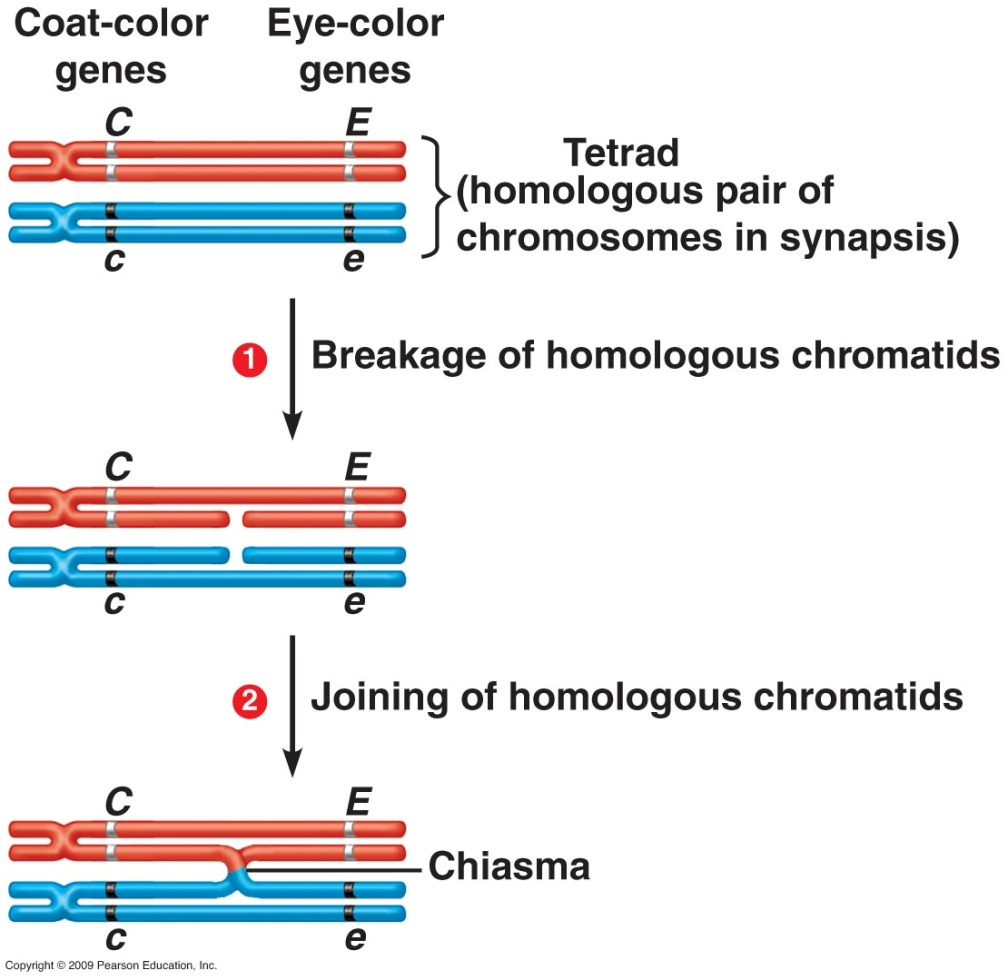 Coat-color
genes
Eye-color
genes
C
E
Tetrad
(homologous pair of
chromosomes in synapsis)
c
e
1 Breakage of homologous chromatids
C
E
c
e
2 Joining of homologous chromatids
C
E
Chiasma
c
e
Copyright © 2009 Pearson Education, Inc.